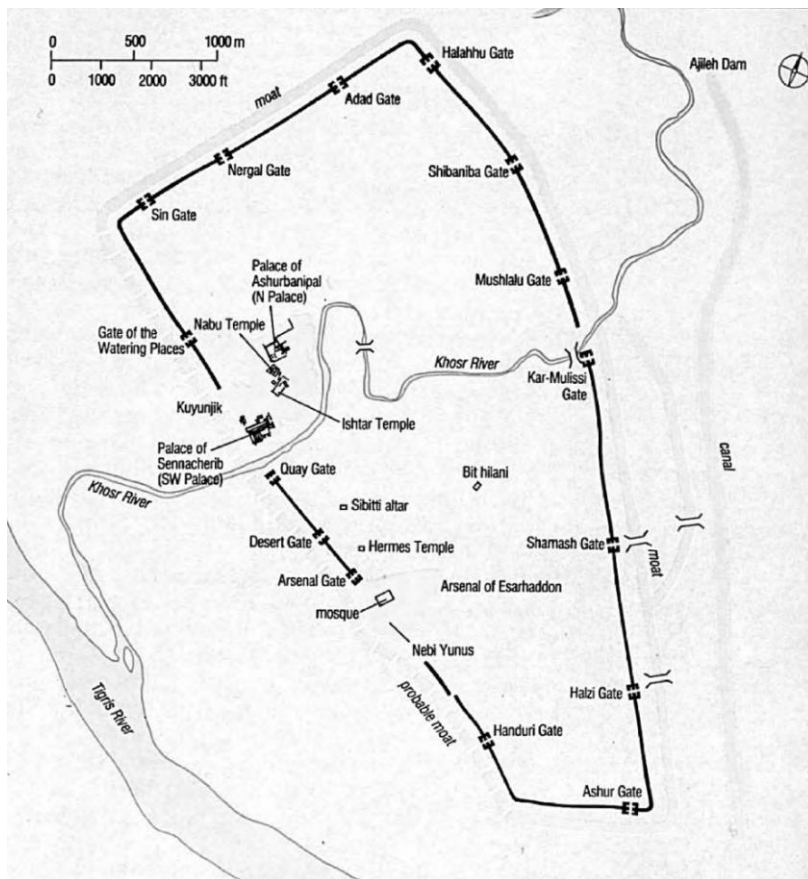 0 500 1000 m
0 1000 2000 3000 ft
Halahhu Gate
Ajileh Dam
moat
Adad Gate
Nergal Gate
Shibaniba Gate
Sin Gate
Palace of
Ashurbanipal
(N Palace)
Mushlalu Gate
Nabu Temple
Gate of the
Watering Places
Khosr River
Kar-Mulissi
Gate
Kuyunjik
Ishtar Temple
Palace of
Sennacherib
(SW Palace)
Quay Gate
Bit hilani
canal
Khosr River
Sibitti altar
Desert Gate
Hermes Temple
Shamash Gate
moat
Arsenal Gate
Arsenal of Esarhaddon
mosque
Nebi Yunus
Tigris River
probable moat
Halzi Gate
Handuri Gate
Ashur Gate